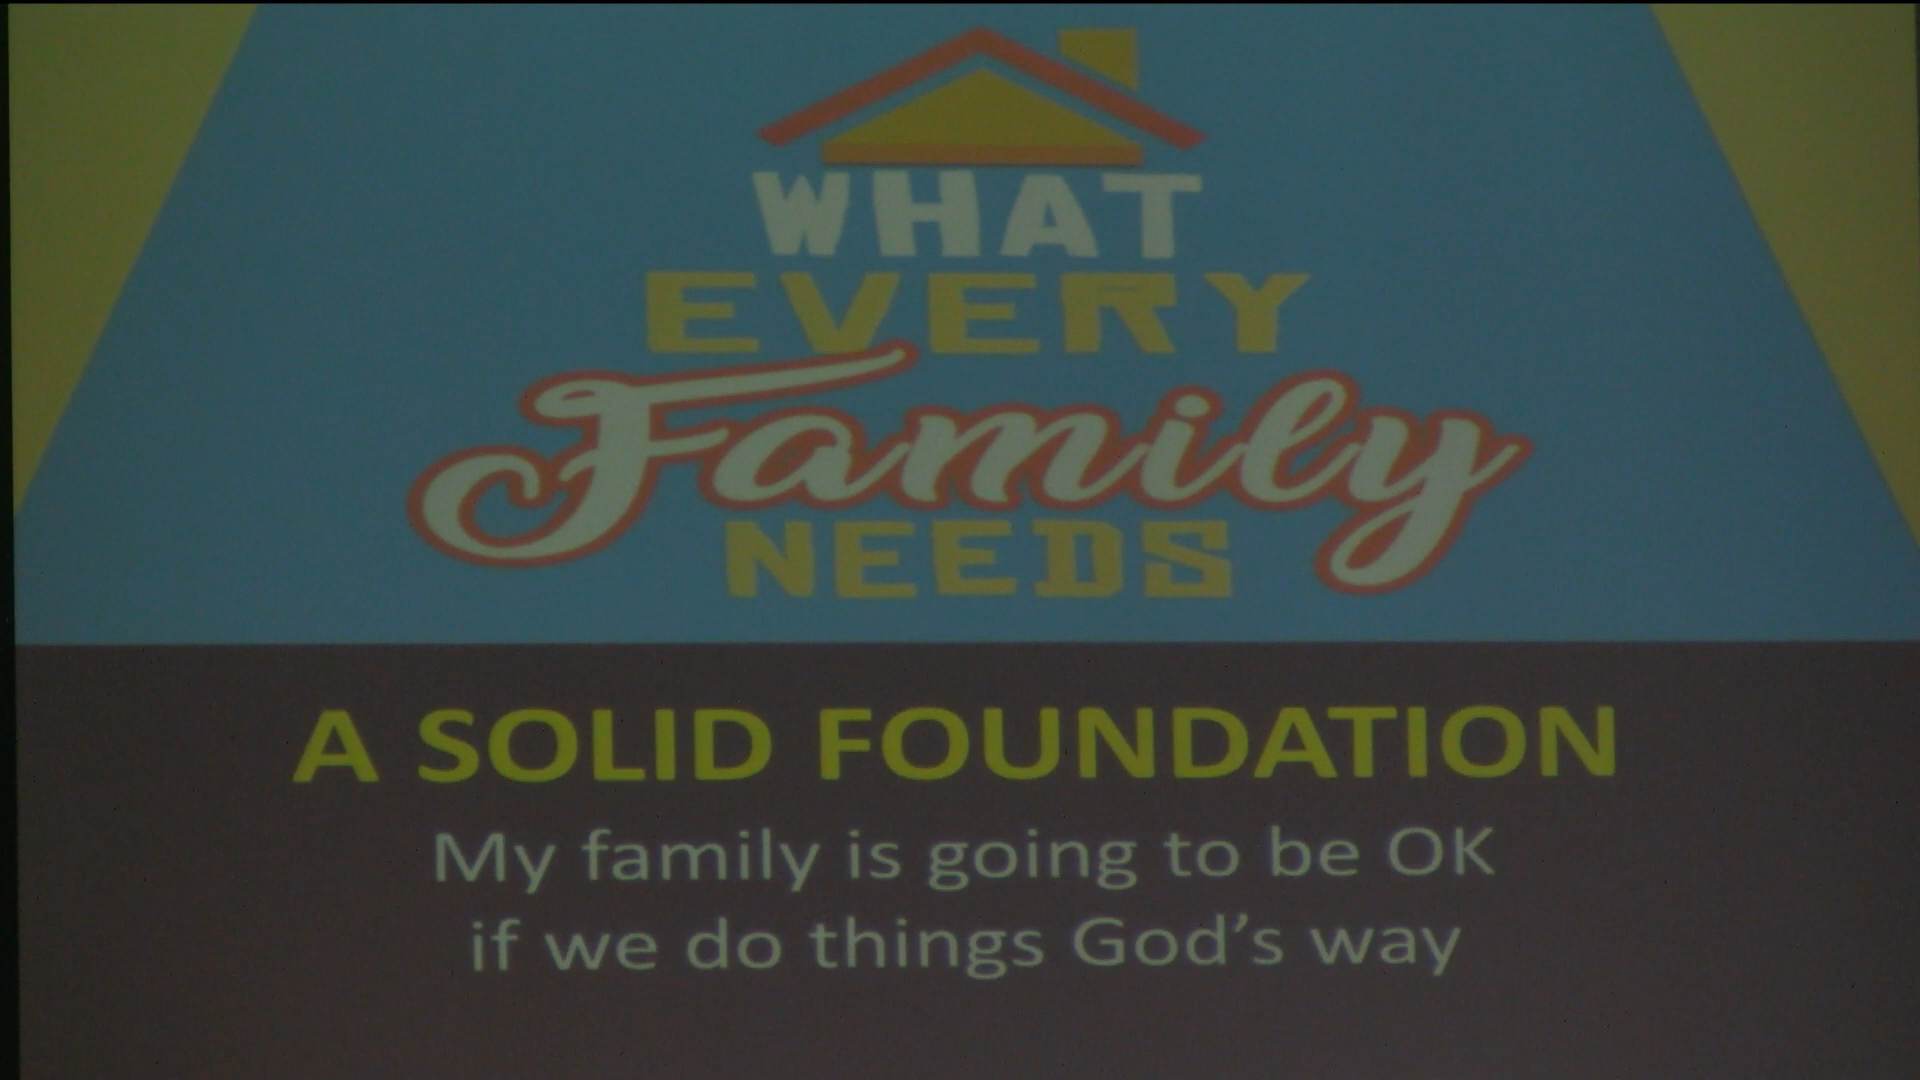 WHAT
EVERY
Family
NEEDS
A SOLID FOUNDATION
My family is going to be OK
if we do things God’s way